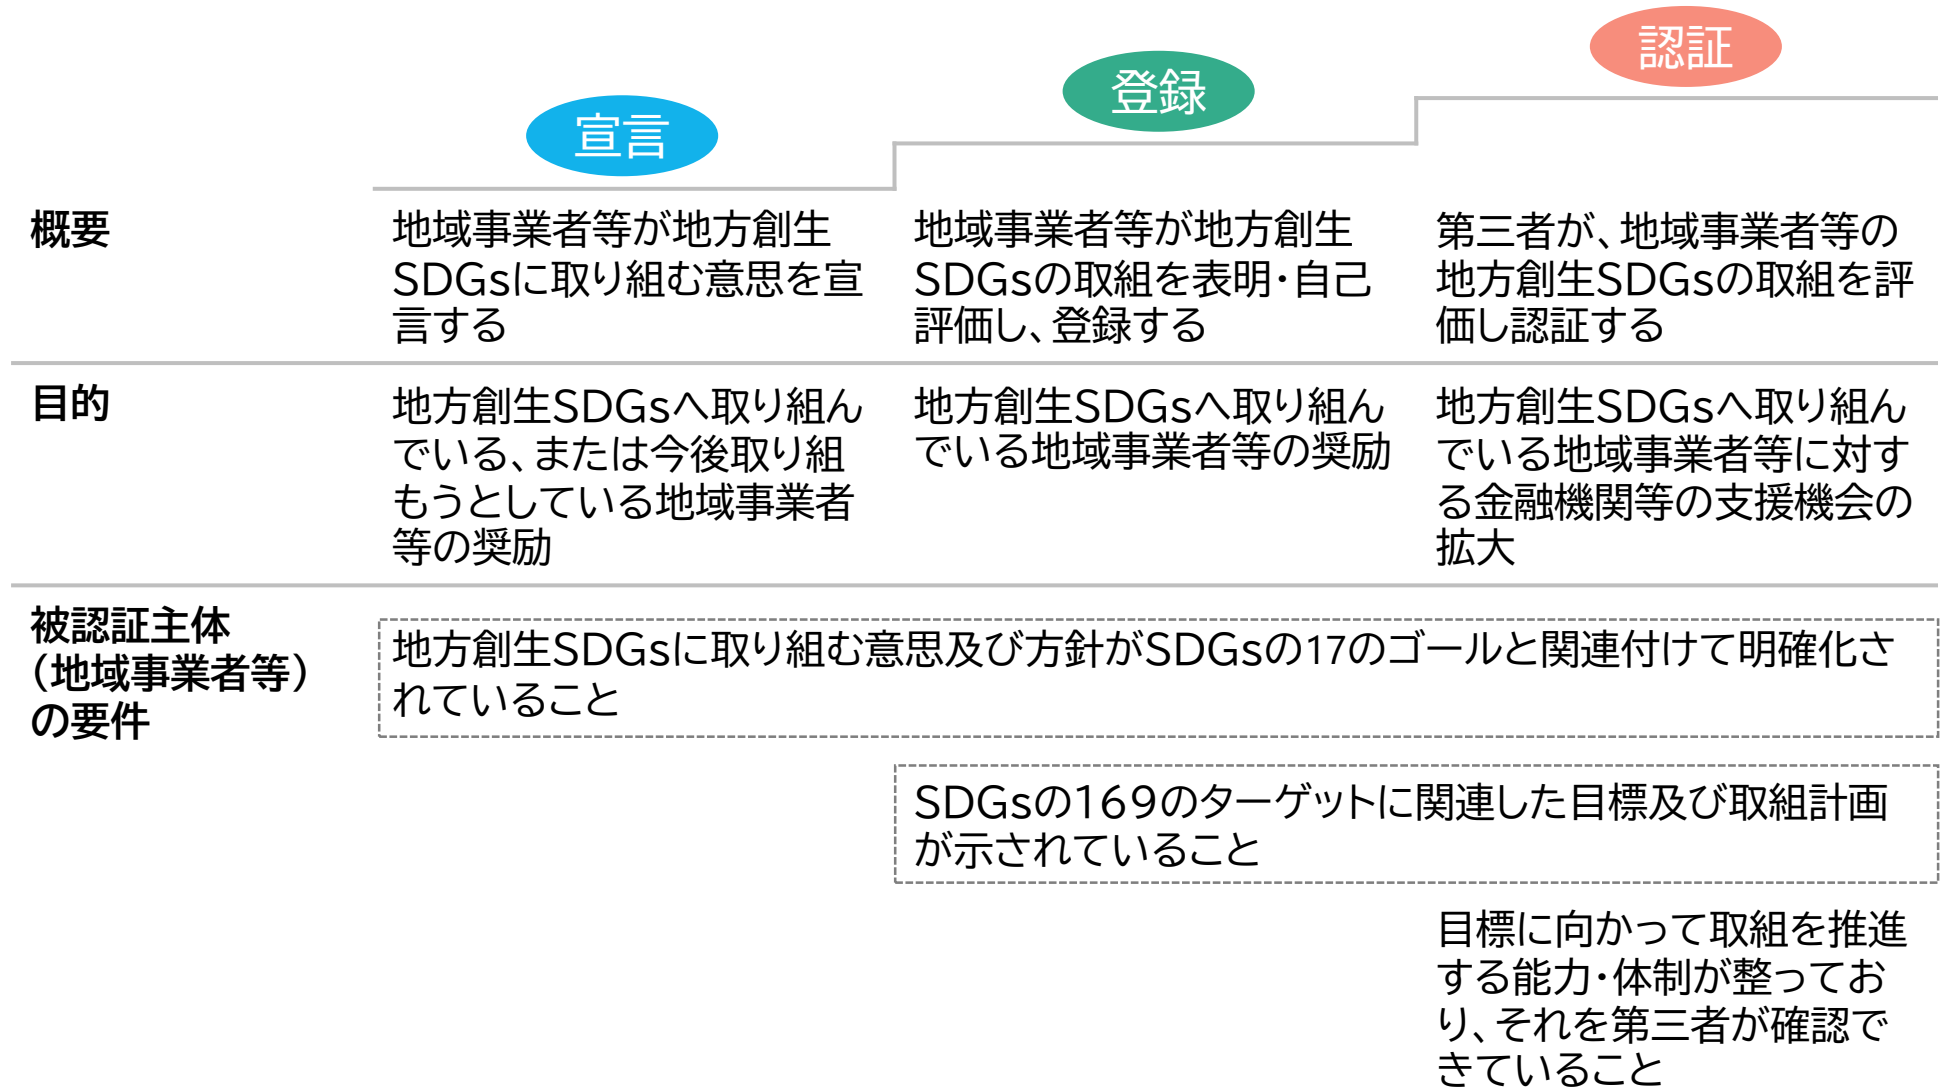 宣言
登録
認証
概要
地域事業者等が地方創生
SDGsに取り組む意思を宣
言する
地域事業者等が地方創生
SDGsの取組を表明・自己
評価し、登録する
第三者が、地域事業者等の
地方創生SDGsの取組を評
価し認証する
目的
地方創生SDGsへ取り組ん
でいる、または今後取り組
もうとしている地域事業者
等の奨励
地方創生SDGsへ取り組ん
でいる地域事業者等の奨励
地方創生SDGsへ取り組ん
でいる地域事業者等に対す
る金融機関等の支援機会の
拡大
被認証主体
（地域事業者等）
の要件
地方創生SDGsに取り組む意思及び方針がSDGsの17のゴールと関連付けて明確化さ
れていること
SDGsの169のターゲットに関連した目標及び取組計画
が示されていること
目標に向かって取組を推進
する能力・体制が整ってお
り、それを第三者が確認で
きていること